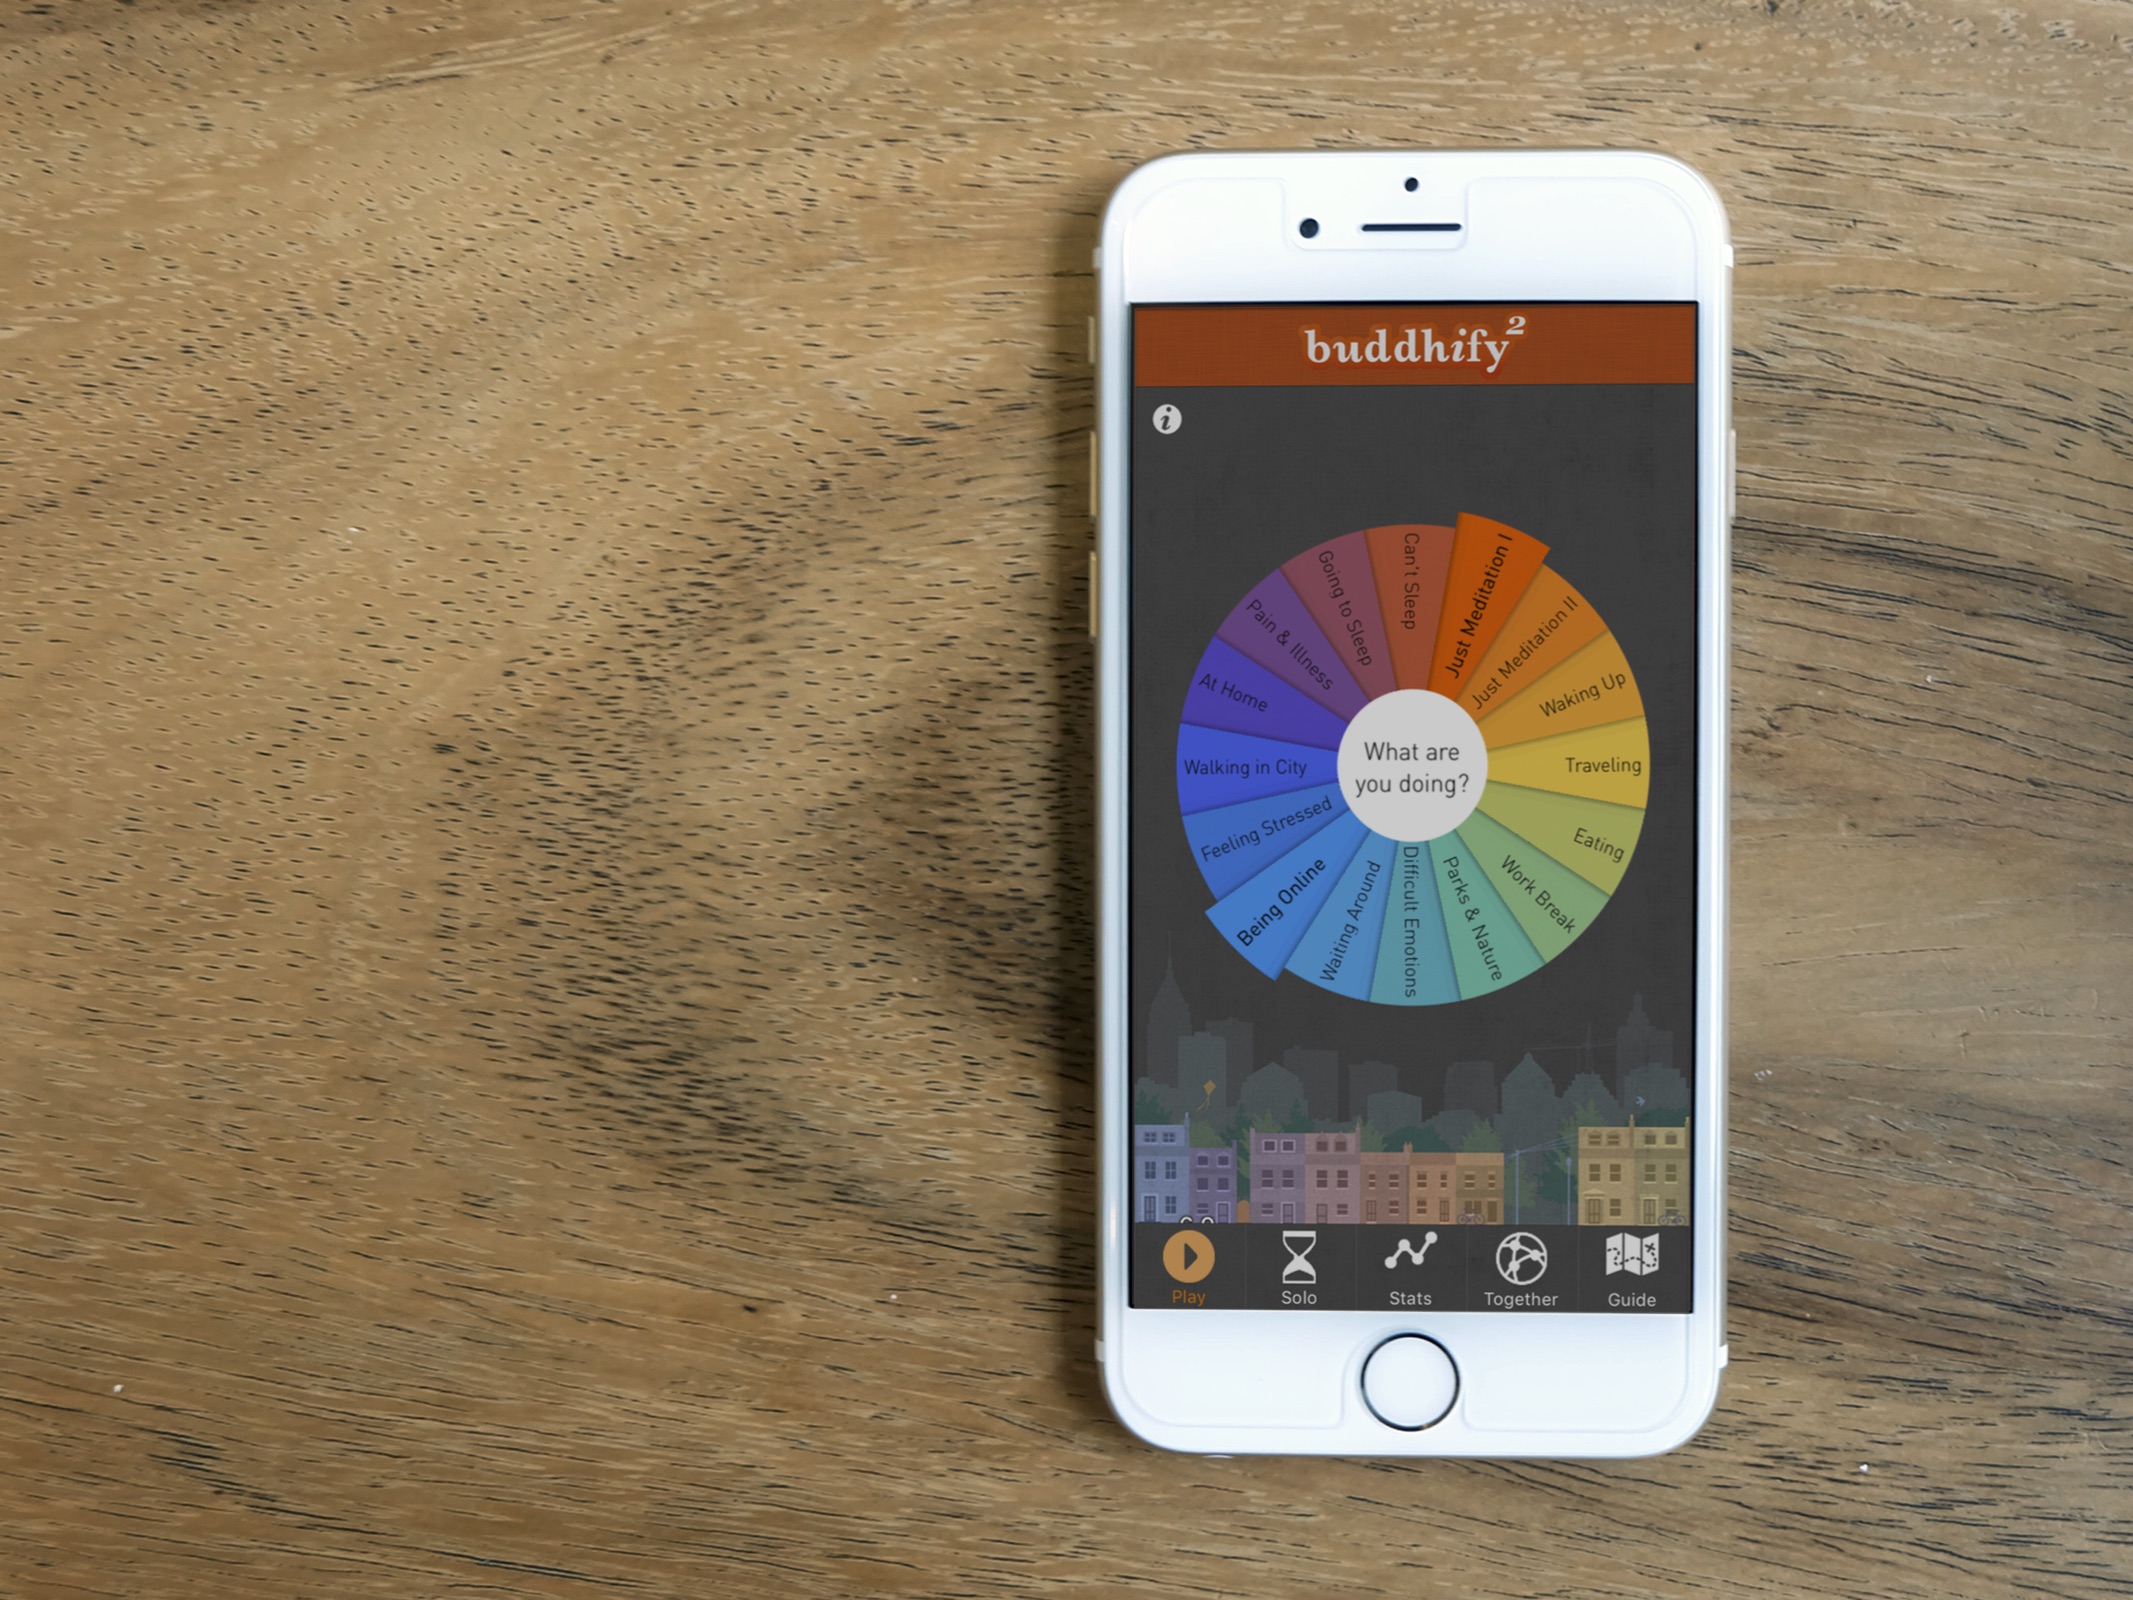 buddhify²
i
Can't Sleep
Just Meditation I
Just Meditation II
Waking Up
Traveling
Eating
Work Break
Parks & Nature
Difficult Emotions
Waiting Around
Being Online
Feeling Stressed
Walking in City
At Home
Pain & Illness
Going to Sleep
What are
you doing?
Play
Solo
Stats
Together
Guide